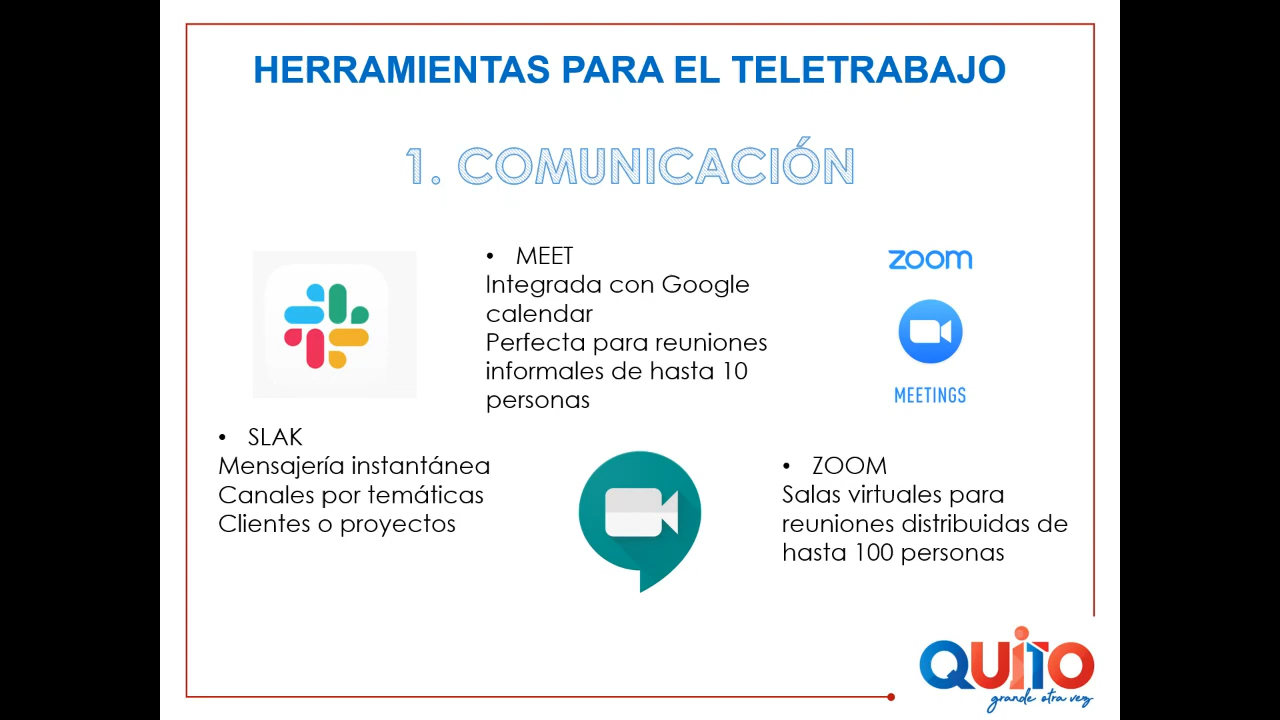 HERRAMIENTAS PARA EL TELETRABAJO
1. COMUNICACIÓN
• SLAK
Mensajería instantánea
Canales por temáticas
Clientes o proyectos
• MEET
Integrada con Google
calendar
Perfecta para reuniones
informales de hasta 10
personas
zoom
MEETINGS
• ZOOM
Salas virtuales para
reuniones distribuidas de
hasta 100 personas
QUITO
grande otra vez